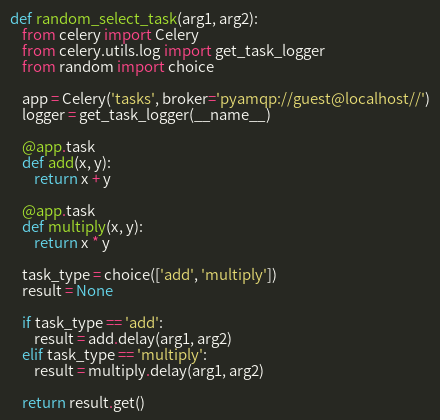 def random_select_task(arg1, arg2):
    from celery import Celery
    from celery.utils.log import get_task_logger
    from random import choice

    app = Celery('tasks', broker='pyamqp://guest@localhost//')
    logger = get_task_logger(__name__)

    @app.task
    def add(x, y):
        return x + y

    @app.task
    def multiply(x, y):
        return x * y

    task_type = choice(['add', 'multiply'])
    result = None

    if task_type == 'add':
        result = add.delay(arg1, arg2)
    elif task_type == 'multiply':
        result = multiply.delay(arg1, arg2)

    return result.get()